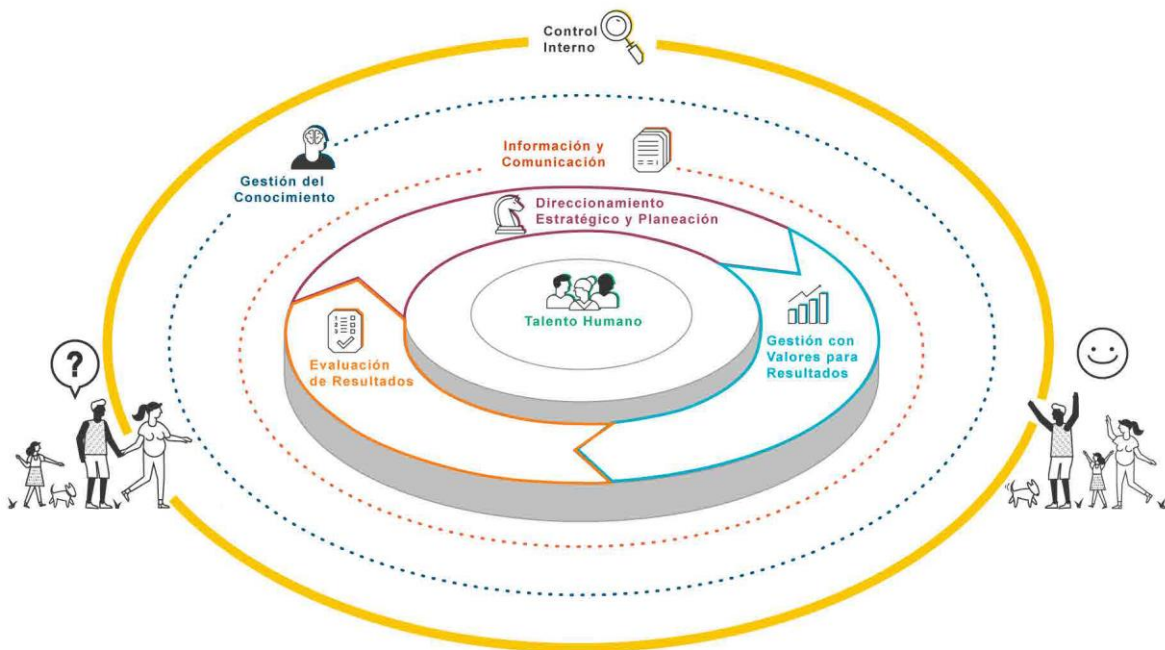 Control
Interno
Gestión del
Conocimiento
Información y
Comunicación
Direccionamiento
Estratégico y Planeación
Talento Humano
Gestión con
Valores para
Resultados
Evaluación
de Resultados
?